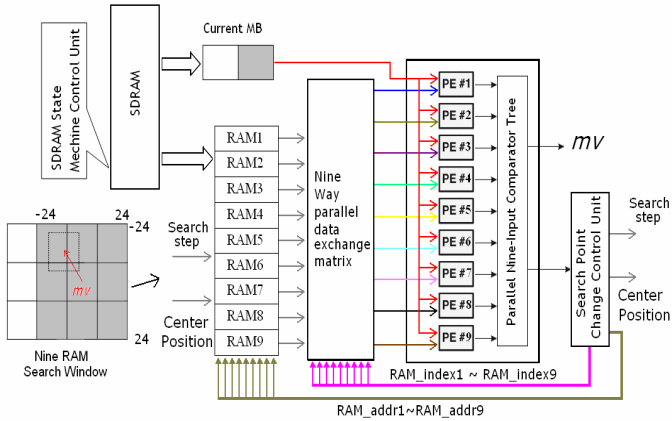 Current MB
SDRAM State
Mechine Control Unit
SDRAM
PE #1
PE #2
PE #3
PE #4
PE #5
PE #6
PE #7
PE #8
PE #9
Parallel Nine-Input Comparator Tree
mv
RAM1
RAM2
RAM3
RAM4
RAM5
RAM6
RAM7
RAM8
RAM9
Nine
Way
parallel
data
exchange
matrix
-24
24
-24
24
mv
Nine RAM
Search Window
Search
step
Center
Position
Search Point
Change Control Unit
Search
step
Center
Position
RAM_index1 ~ RAM_index9
RAM_addr1~RAM_addr9